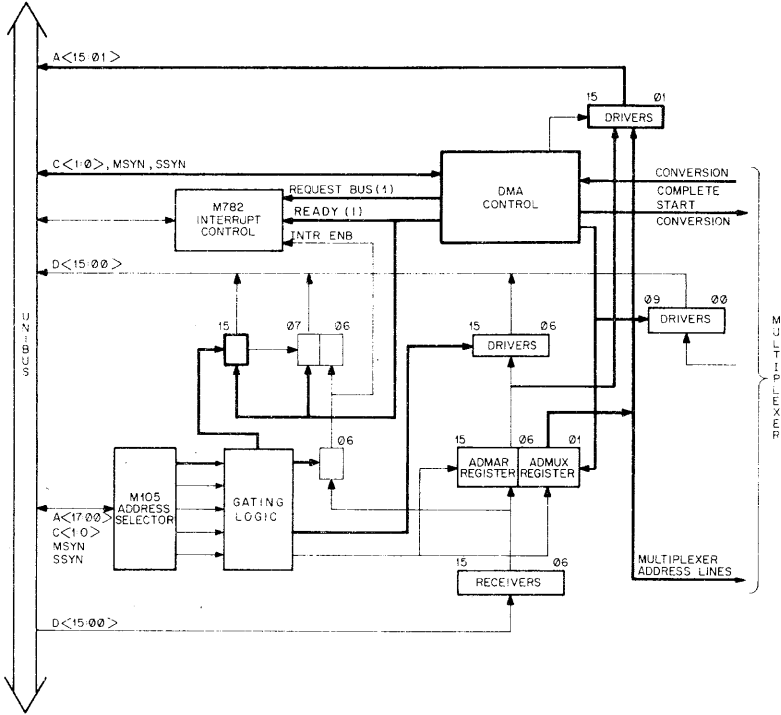 A<15:01>
15 01
DRIVERS
C<1:0>, MSYN, SSYN
REQUEST BUS (1)
READY (1)
INTR ENB
M782
INTERRUPT
CONTROL
DMA
CONTROL
CONVERSION
COMPLETE
START
CONVERSION
D<15:00>
UNIBUS
15
07 06
15 06
DRIVERS
09 00
DRIVERS
MULTIPLEXER
06
15 06 01
ADMAR
REGISTER
ADMUX
REGISTER
M105
ADDRESS
SELECTOR
GATING
LOGIC
A<17:00>
C<1:0>
MSYN
SSYN
15 06
RECEIVERS
MULTIPLEXER
ADDRESS LINES
D<15:00>